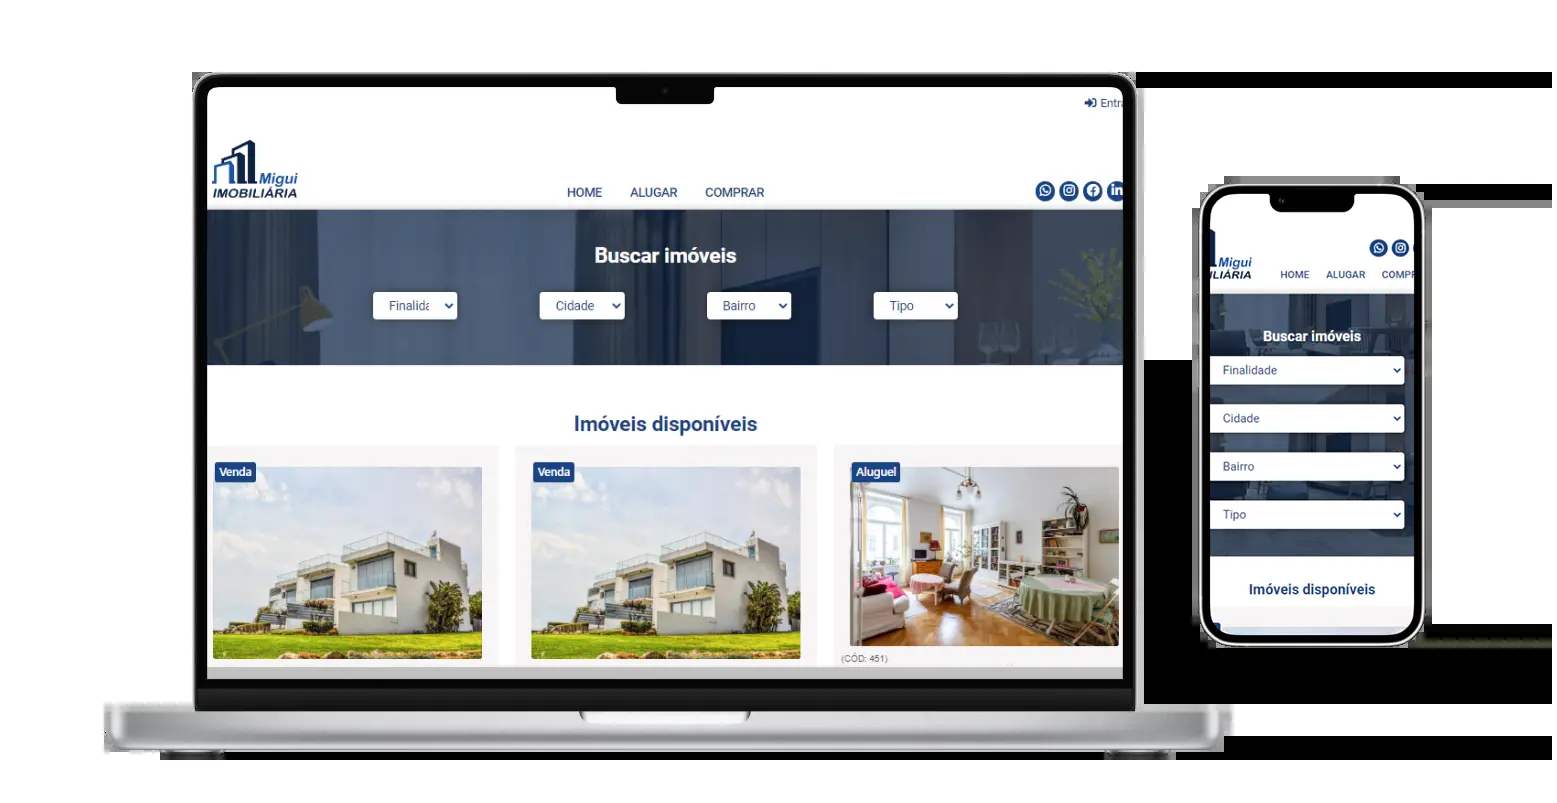 Entra
Migui
IMOBILIÁRIA
HOME ALUGAR COMPRAR
Buscar imóveis
Finalida
Cidade
Bairro
Tipo
Imóveis disponíveis
Venda
Venda
Aluguel
(CÓD: 451)
Migui
ILIÁRIA
HOME ALUGAR COMPR
Buscar imóveis
Finalidade
Cidade
Bairro
Tipo
Imóveis disponíveis